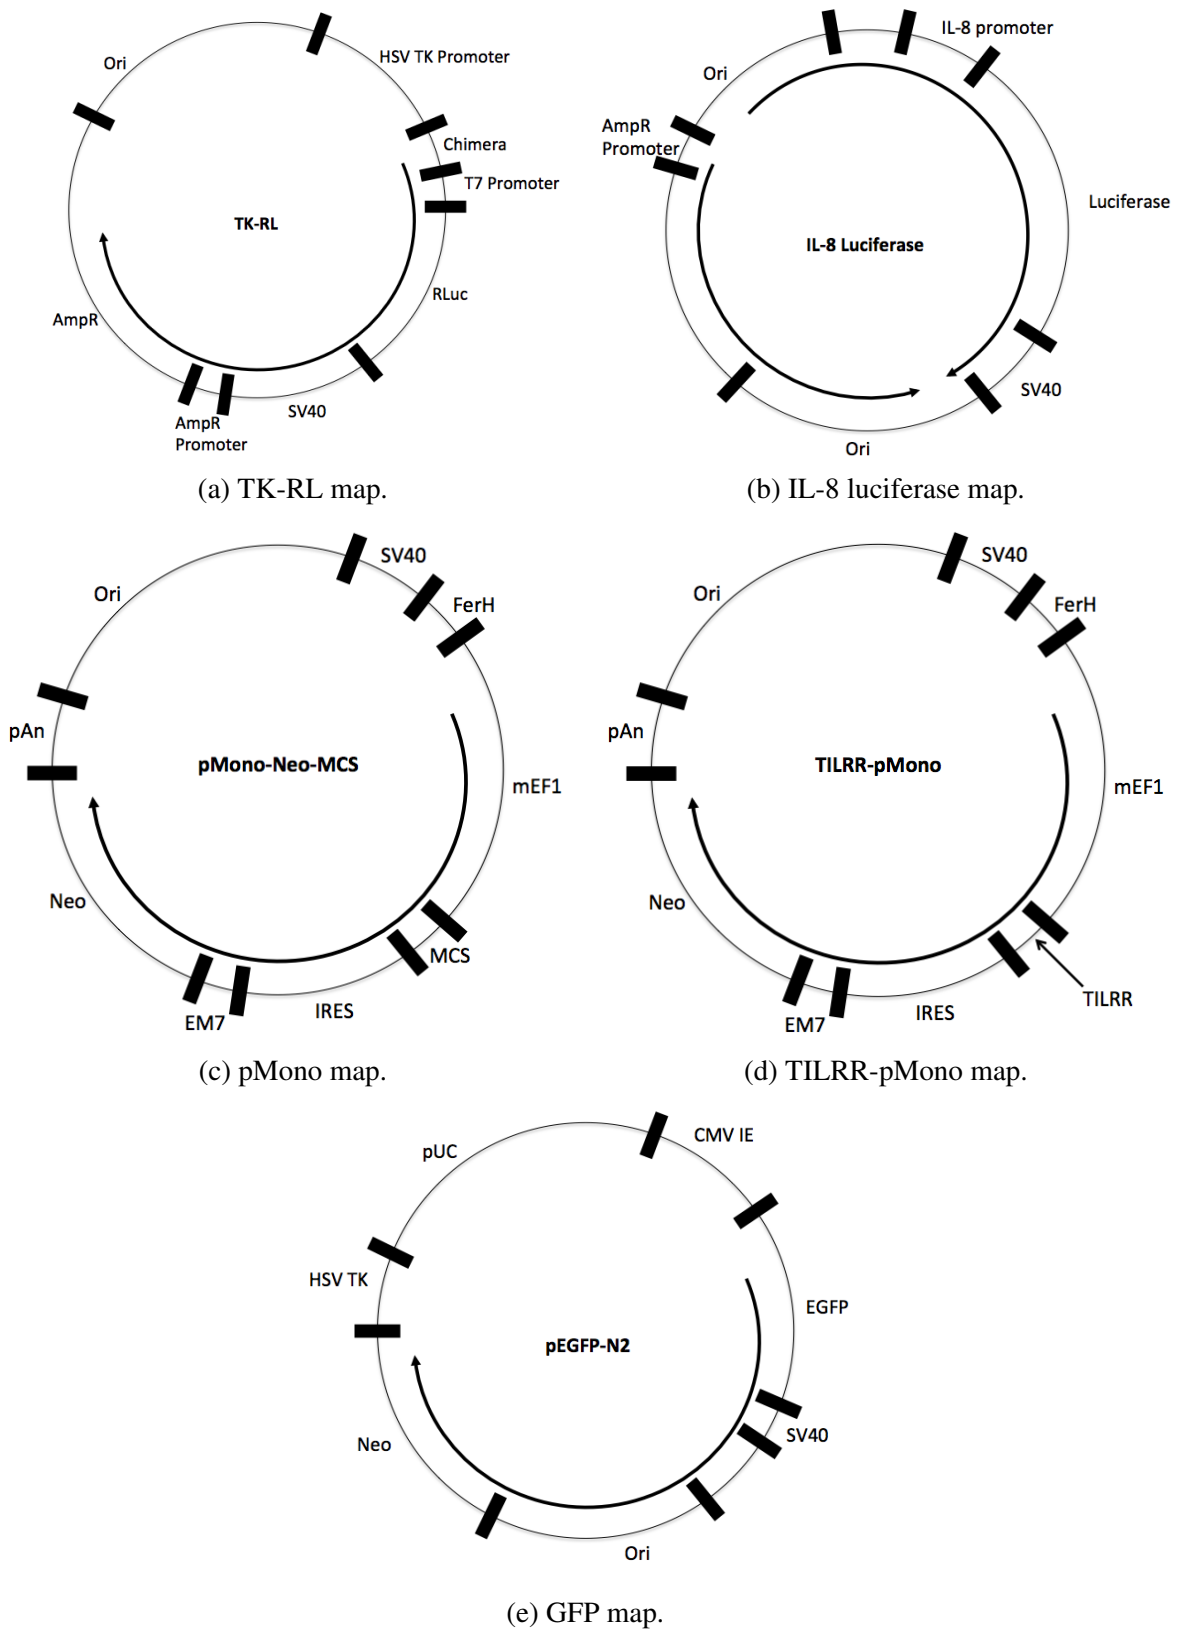 HSV TK Promoter
Ori
Chimera
T7 Promoter
TK-RL
RLuc
AmpR
SV40
AmpR
Promoter
(a) TK-RL map.
IL-8 promoter
Ori
AmpR
Promoter
Luciferase
IL-8 Luciferase
SV40
Ori
(b) IL-8 luciferase map.
SV40
Ori
FerH
pAn
pMono-Neo-MCS
mEF1
Neo
MCS
IRES
EM7
(c) pMono map.
SV40
Ori
FerH
pAn
TILRR-pMono
mEF1
Neo
TILRR
IRES
EM7
(d) TILRR-pMono map.
CMV IE
pUC
HSV TK
EGFP
pEGFP-N2
SV40
Neo
Ori
(e) GFP map.